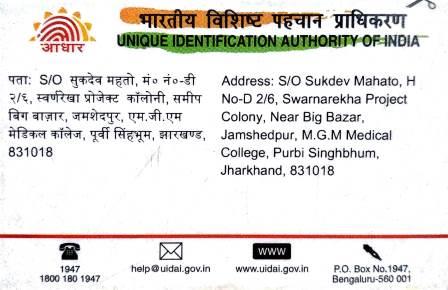 भारतीय विशिष्ट पहचान प्राधिकरण
UNIQUE IDENTIFICATION AUTHORITY OF INDIA
आधार
पता: S/O सुकदेव महतो, मं० नं०-डी
२/६, स्वर्णरेखा प्रोजेक्ट कॉलोनी, समीप
बिग बाज़ार, जमशेदपुर, एम.जी.एम
मेडिकल कॉलेज, पूर्वी सिंहभूम, झारखण्ड,
831018
Address: S/O Sukdev Mahato, H
No-D 2/6, Swarnarekha Project
Colony, Near Big Bazar,
Jamshedpur, M.G.M Medical
College, Purbi Singhbhum,
Jharkhand, 831018
1947
1800 180 1947
help@uidai.gov.in
WWW
www.uidai.gov.in
P.O. Box No.1947,
Bengaluru-560 001